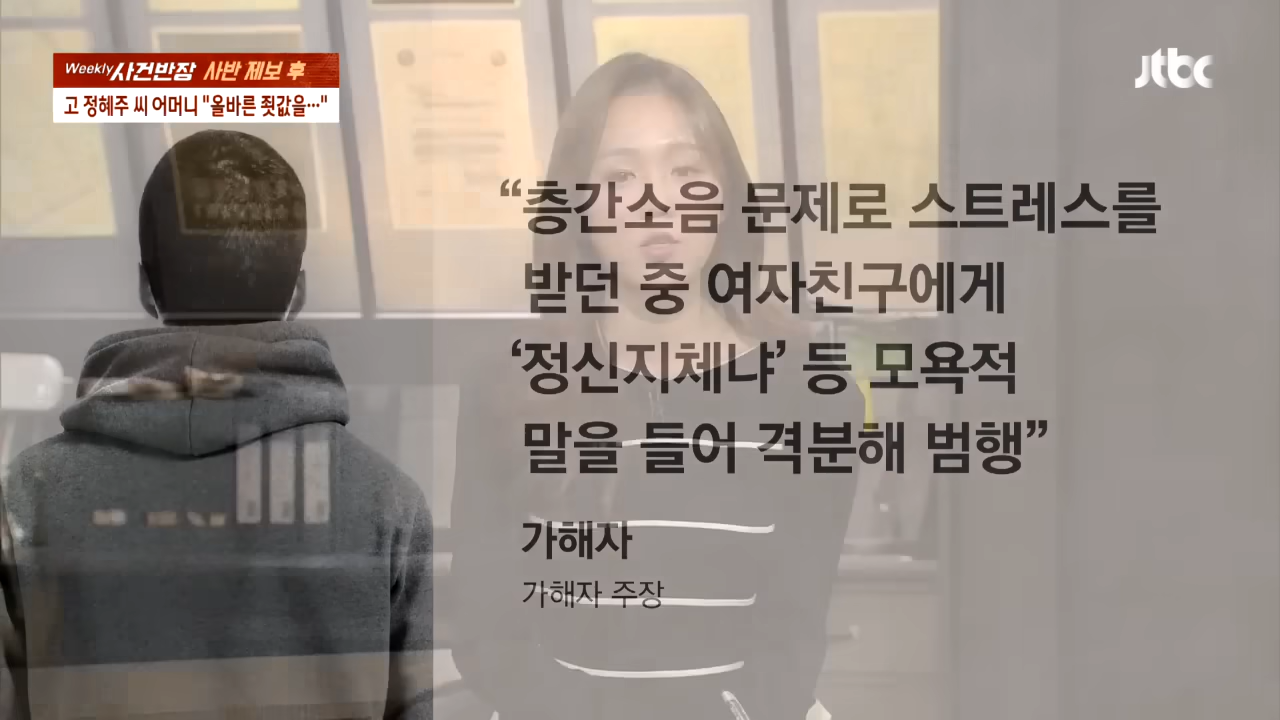 Weekly 사건반장 사반 제보 후
고 정혜주 씨 어머니 "올바른 죗값을…"
jtbc
“층간소음 문제로 스트레스를
받던 중 여자친구에게
‘정신지체냐’ 등 모욕적
말을 들어 격분해 범행”
가해자
가해자 주장